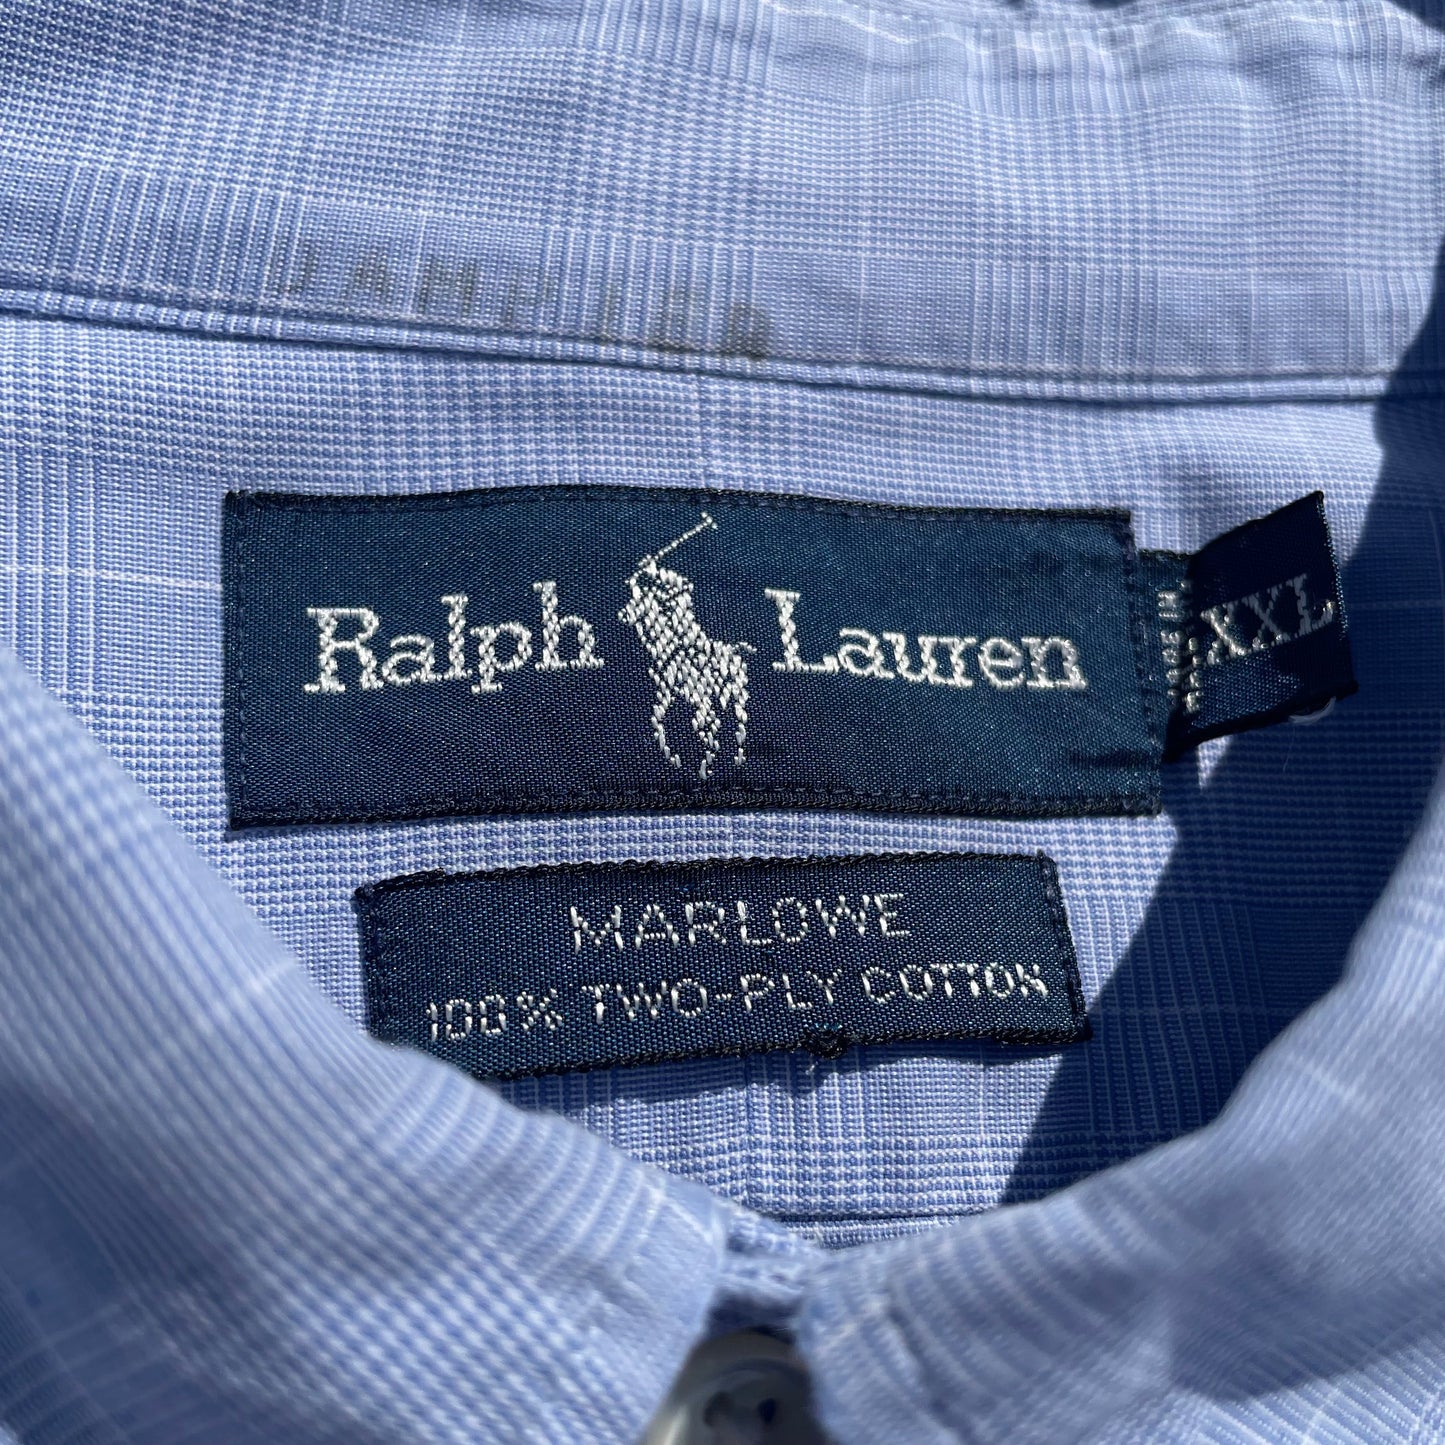 Ralph Lauren
XXL
MARLOWE
100% TWO-PLY COTTON